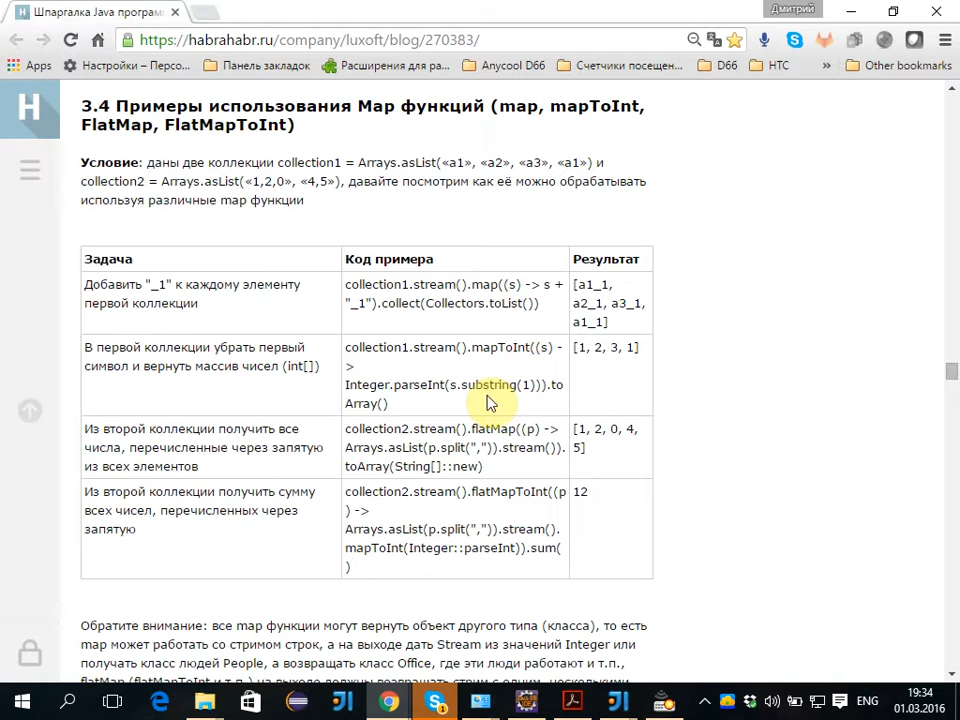 Шпаргалка Java програм
Дмитрий
https://habrahabr.ru/company/luxoft/blog/270383/
Apps
Настройки – Персо...
Панель закладок
Расширения для ра...
Anycool D66
Счетчики посещен...
D66
HTC
»
Other bookmarks
H
3.4 Примеры использования Map функций (map, mapToInt,
FlatMap, FlatMapToInt)
Условие: даны две коллекции collection1 = Arrays.asList(«a1», «a2», «a3», «a1») и
collection2 = Arrays.asList(«1,2,0», «4,5»), давайте посмотрим как её можно обрабатывать
используя различные map функции
Задача
Код примера
Результат
Добавить "_1" к каждому элементу
первой коллекции
collection1.stream().map((s) -> s +
"_1").collect(Collectors.toList())
[a1_1,
a2_1, a3_1,
a1_1]
В первой коллекции убрать первый
символ и вернуть массив чисел (int[])
collection1.stream().mapToInt((s) -
>
Integer.parseInt(s.substring(1))).to
Array()
[1, 2, 3, 1]
Из второй коллекции получить все
числа, перечисленные через запятую
из всех элементов
collection2.stream().flatMap((p) ->
Arrays.asList(p.split(",")).stream()).
toArray(String[]::new)
[1, 2, 0, 4,
5]
Из второй коллекции получить сумму
всех чисел, перечисленных через
запятую
collection2.stream().flatMapToInt((p
) ->
Arrays.asList(p.split(",")).stream().
mapToInt(Integer::parseInt)).sum(
)
12
Обратите внимание: все map функции могут вернуть объект другого типа (класса), то есть
map может работать со стримом строк, а на выходе дать Stream из значений Integer или
получать класс людей People, а возвращать класс Office, где эти люди работают и т.п.,
flatMap (flatMapToInt и т.п.) на выходе должны возвращать стрим с одним, несколькими
ENG
19:34
01.03.2016